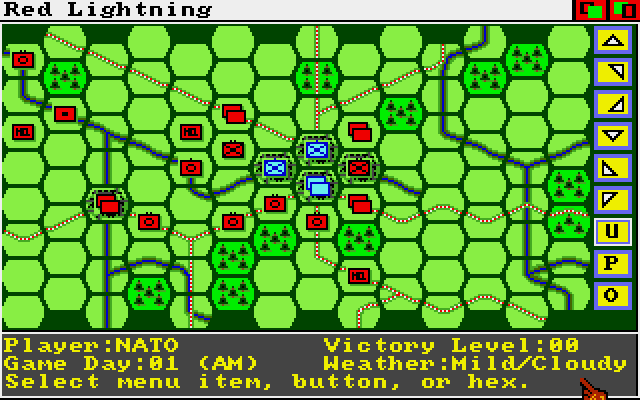 Red Lightning
HQ
HQ
HQ
U
P
O
Player:NATO Victory Level:00
Game Day:01 (AM) Weather:Mild/Cloudy
Select menu item, button, or hex.